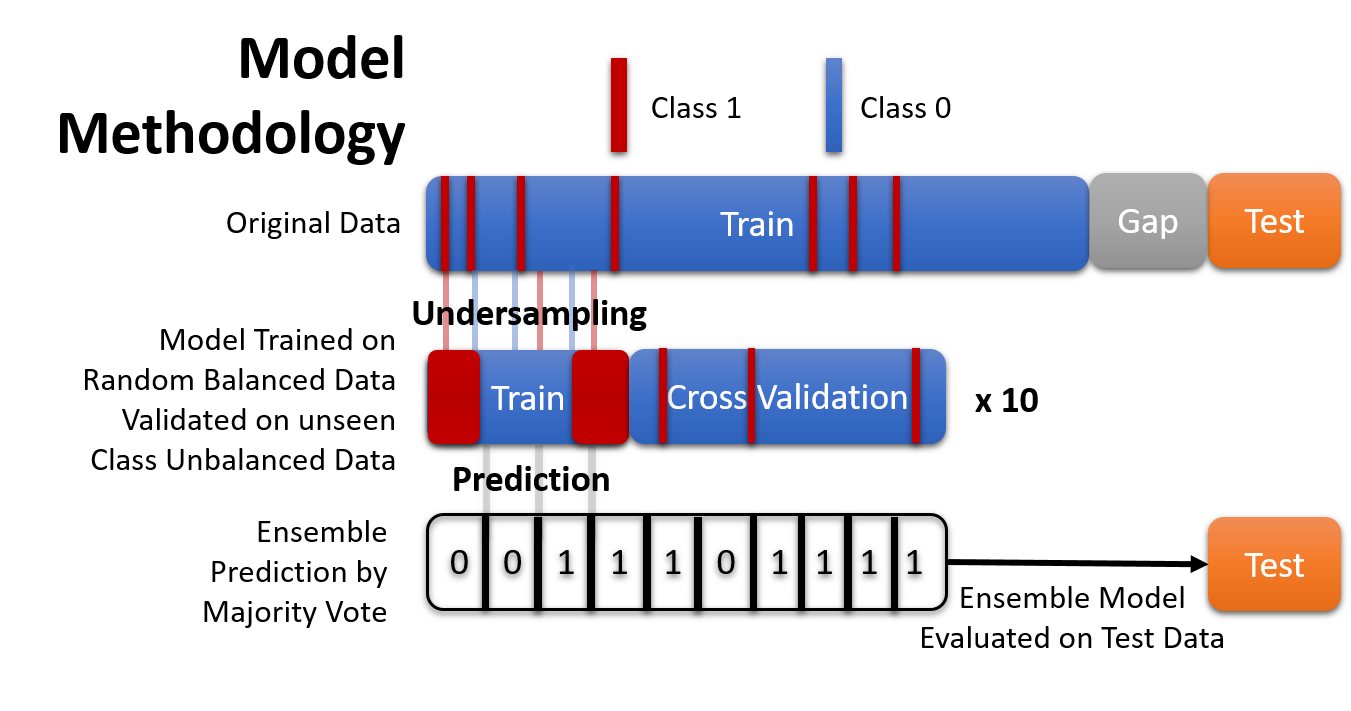 Model
Methodology
Class 1
Class 0
Original Data
Train
Gap
Test
Undersampling
Model Trained on
Random Balanced Data
Validated on unseen
Class Unbalanced Data
Train
Cross Validation
x 10
Prediction
Ensemble
Prediction by
Majority Vote
0 0 1 1 1 0 1 1 1 1
Test
Ensemble Model
Evaluated on Test Data